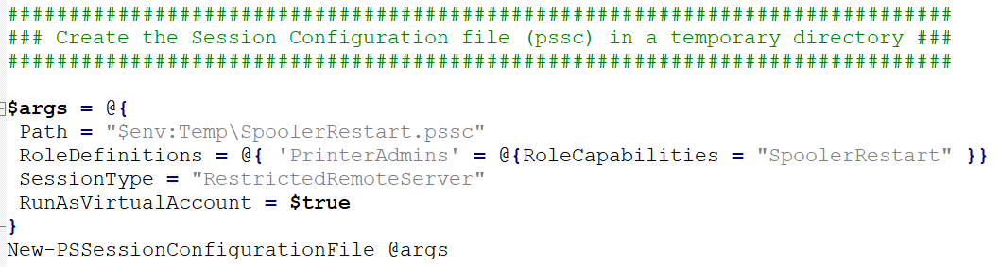 ##############################################################################
### Create the Session Configuration file (pssc) in a temporary directory ###
##############################################################################
$args = @{
Path = "$env:Temp\SpoolerRestart.pssc"
RoleDefinitions = @{ 'PrinterAdmins' = @{RoleCapabilities = "SpoolerRestart" }}
SessionType = "RestrictedRemoteServer"
RunAsVirtualAccount = $true
}
New-PSSessionConfigurationFile @args